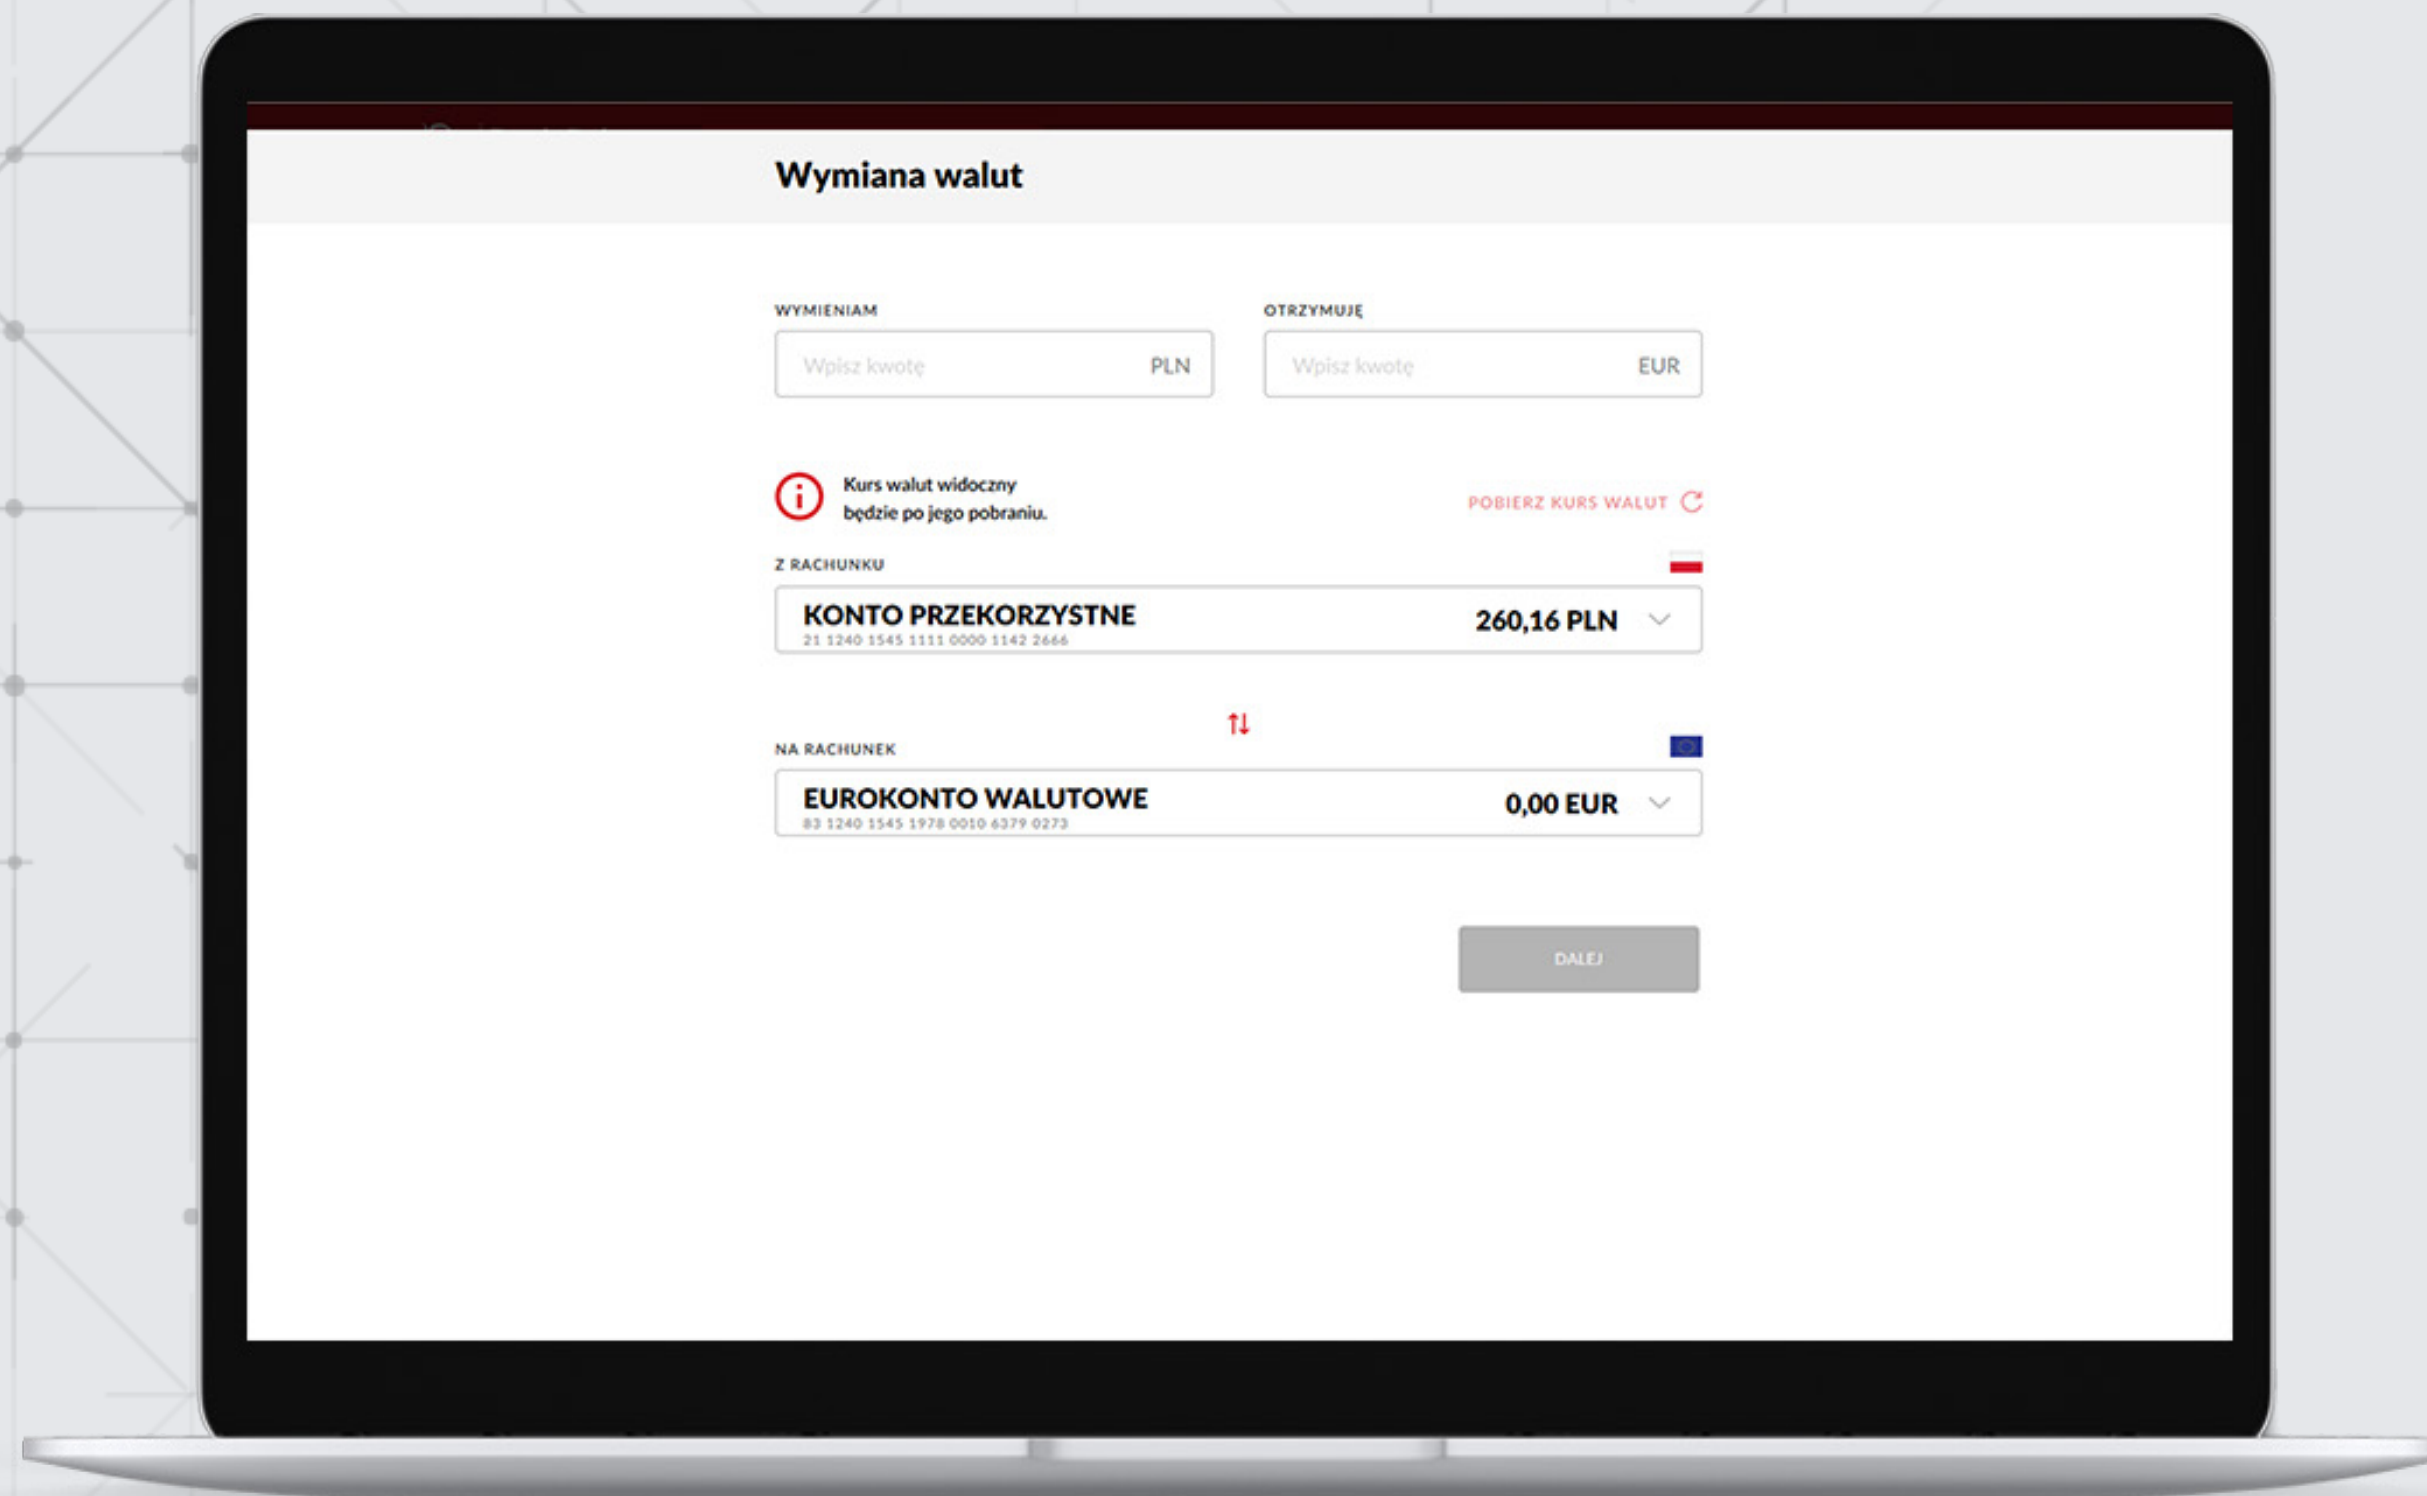 Wymiana walut
WYMIENIAM
OTRZYMUJĘ
Wpisz kwotę PLN
Wpisz kwotę EUR
Kurs walut widoczny
będzie po jego pobraniu.
POBIERZ KURS WALUT
Z RACHUNKU
KONTO PRZEKORZYSTNE
260,16 PLN
21 1240 1545 1111 0000 1142 2666
NA RACHUNEK
EUROKONTO WALUTOWE
0,00 EUR
83 1240 1545 1978 0010 6379 0273
DALEJ